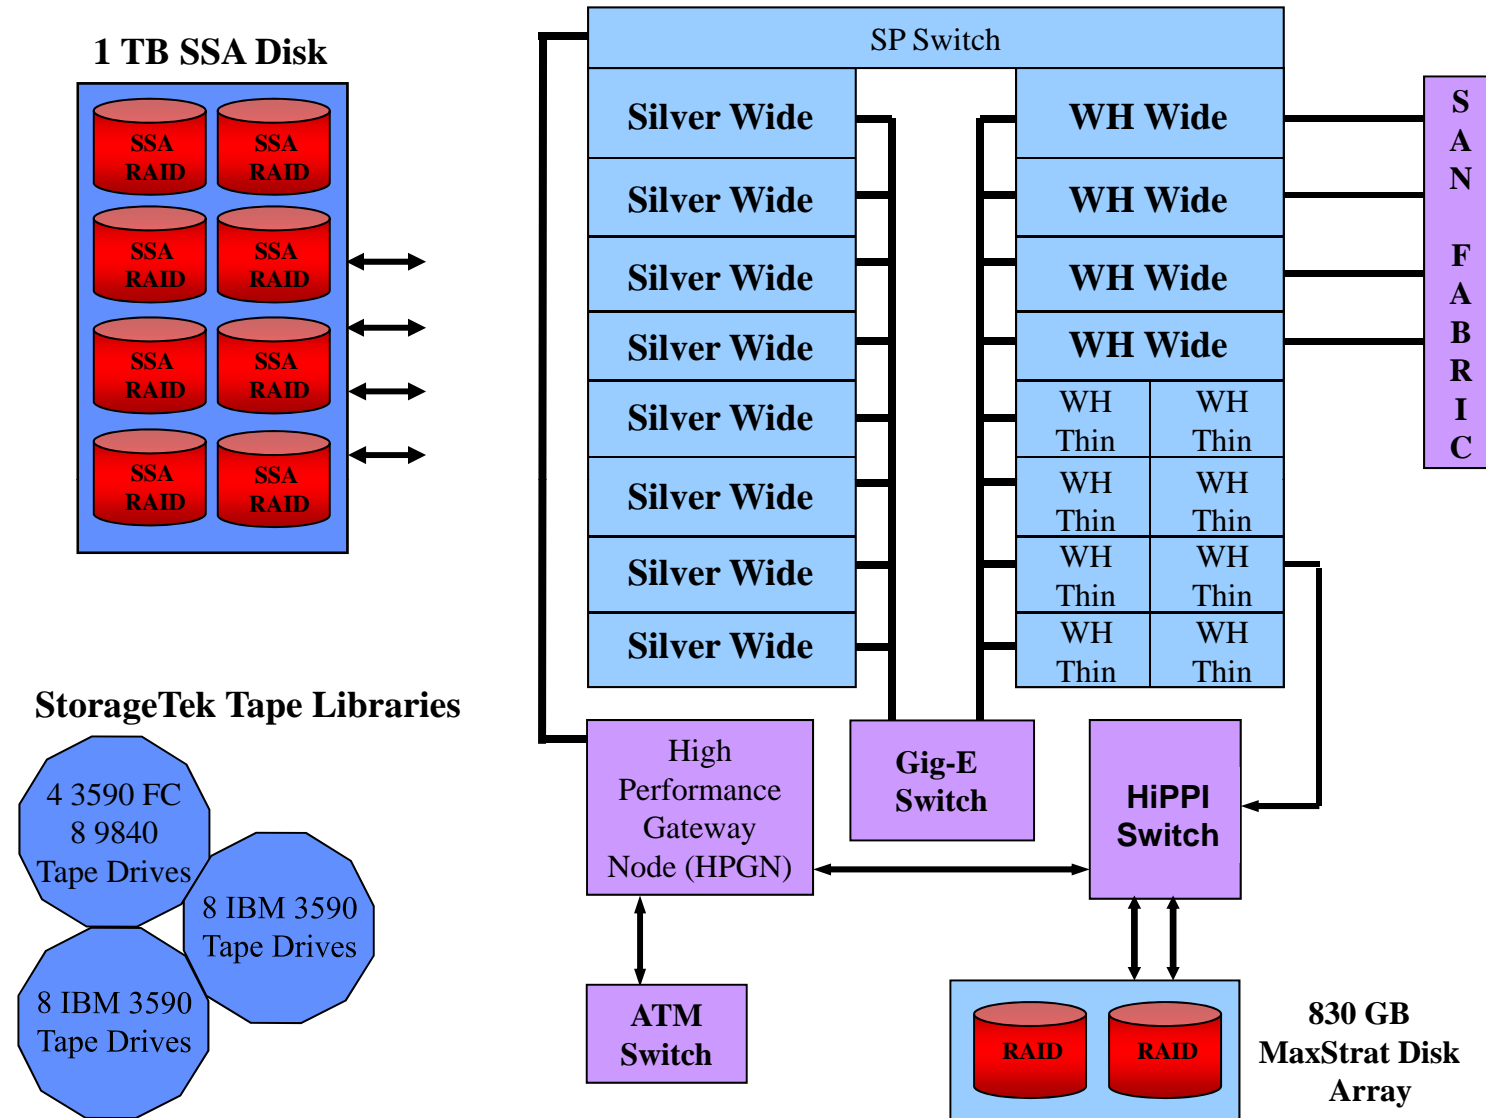 1 TB SSA Disk
SSA
RAID
SSA
RAID
SSA
RAID
SSA
RAID
SSA
RAID
SSA
RAID
SSA
RAID
SSA
RAID
StorageTek Tape Libraries
4 3590 FC
8 9840
Tape Drives
8 IBM 3590
Tape Drives
8 IBM 3590
Tape Drives
SP Switch
Silver Wide
Silver Wide
Silver Wide
Silver Wide
Silver Wide
Silver Wide
Silver Wide
Silver Wide
WH Wide
WH Wide
WH Wide
WH Wide
WH
Thin
WH
Thin
WH
Thin
WH
Thin
WH
Thin
WH
Thin
WH
Thin
WH
Thin
S
A
N
F
A
B
R
I
C
High
Performance
Gateway
Node (HPGN)
Gig-E
Switch
HiPPI
Switch
ATM
Switch
RAID
RAID
830 GB
MaxStrat Disk
Array